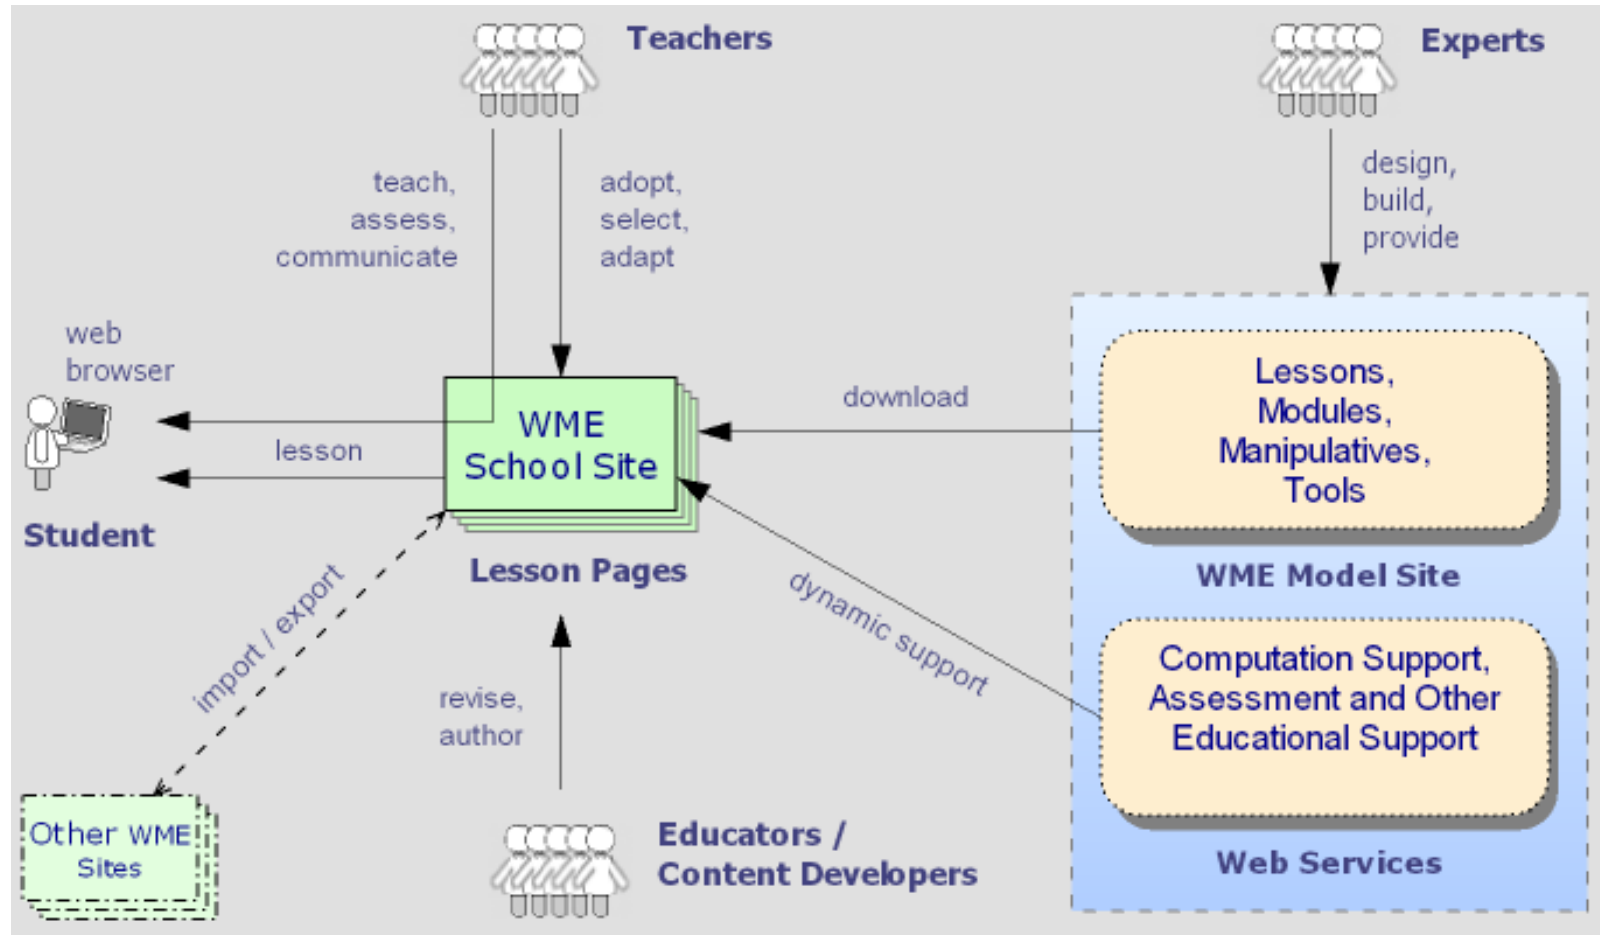 Teachers
Experts
teach,
assess,
communicate
adopt,
select,
adapt
design,
build,
provide
web
browser
Student
lesson
WME
School Site
Lesson Pages
download
Lessons,
Modules,
Manipulatives,
Tools
WME Model Site
dynamic support
Computation Support,
Assessment and Other
Educational Support
Web Services
import / export
Other WME
Sites
revise,
author
Educators /
Content Developers